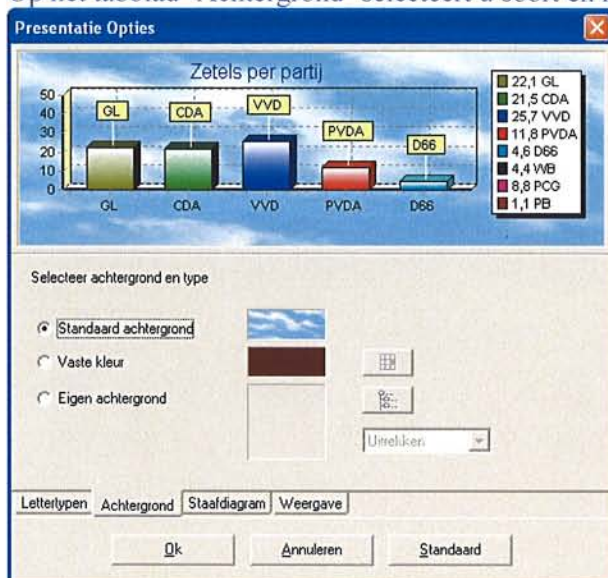 Presentatie Opties
Zetels per partij
50
40
30
20
10
0
GL
CDA
VVD
PVDA
D66
GL
CDA
VVD
PVDA
D66
22,1 GL
21,5 CDA
25,7 VVD
11,8 PVDA
4,6 D66
4,4 WB
8,8 PCG
1,1 PB
Selecteer achtergrond en type
Standaard achtergrond
Vaste kleur
Eigen achtergrond
Uitrekken
Lettertypen Achtergrond Staafdiagram Weergave
Ok Annuleren Standaard